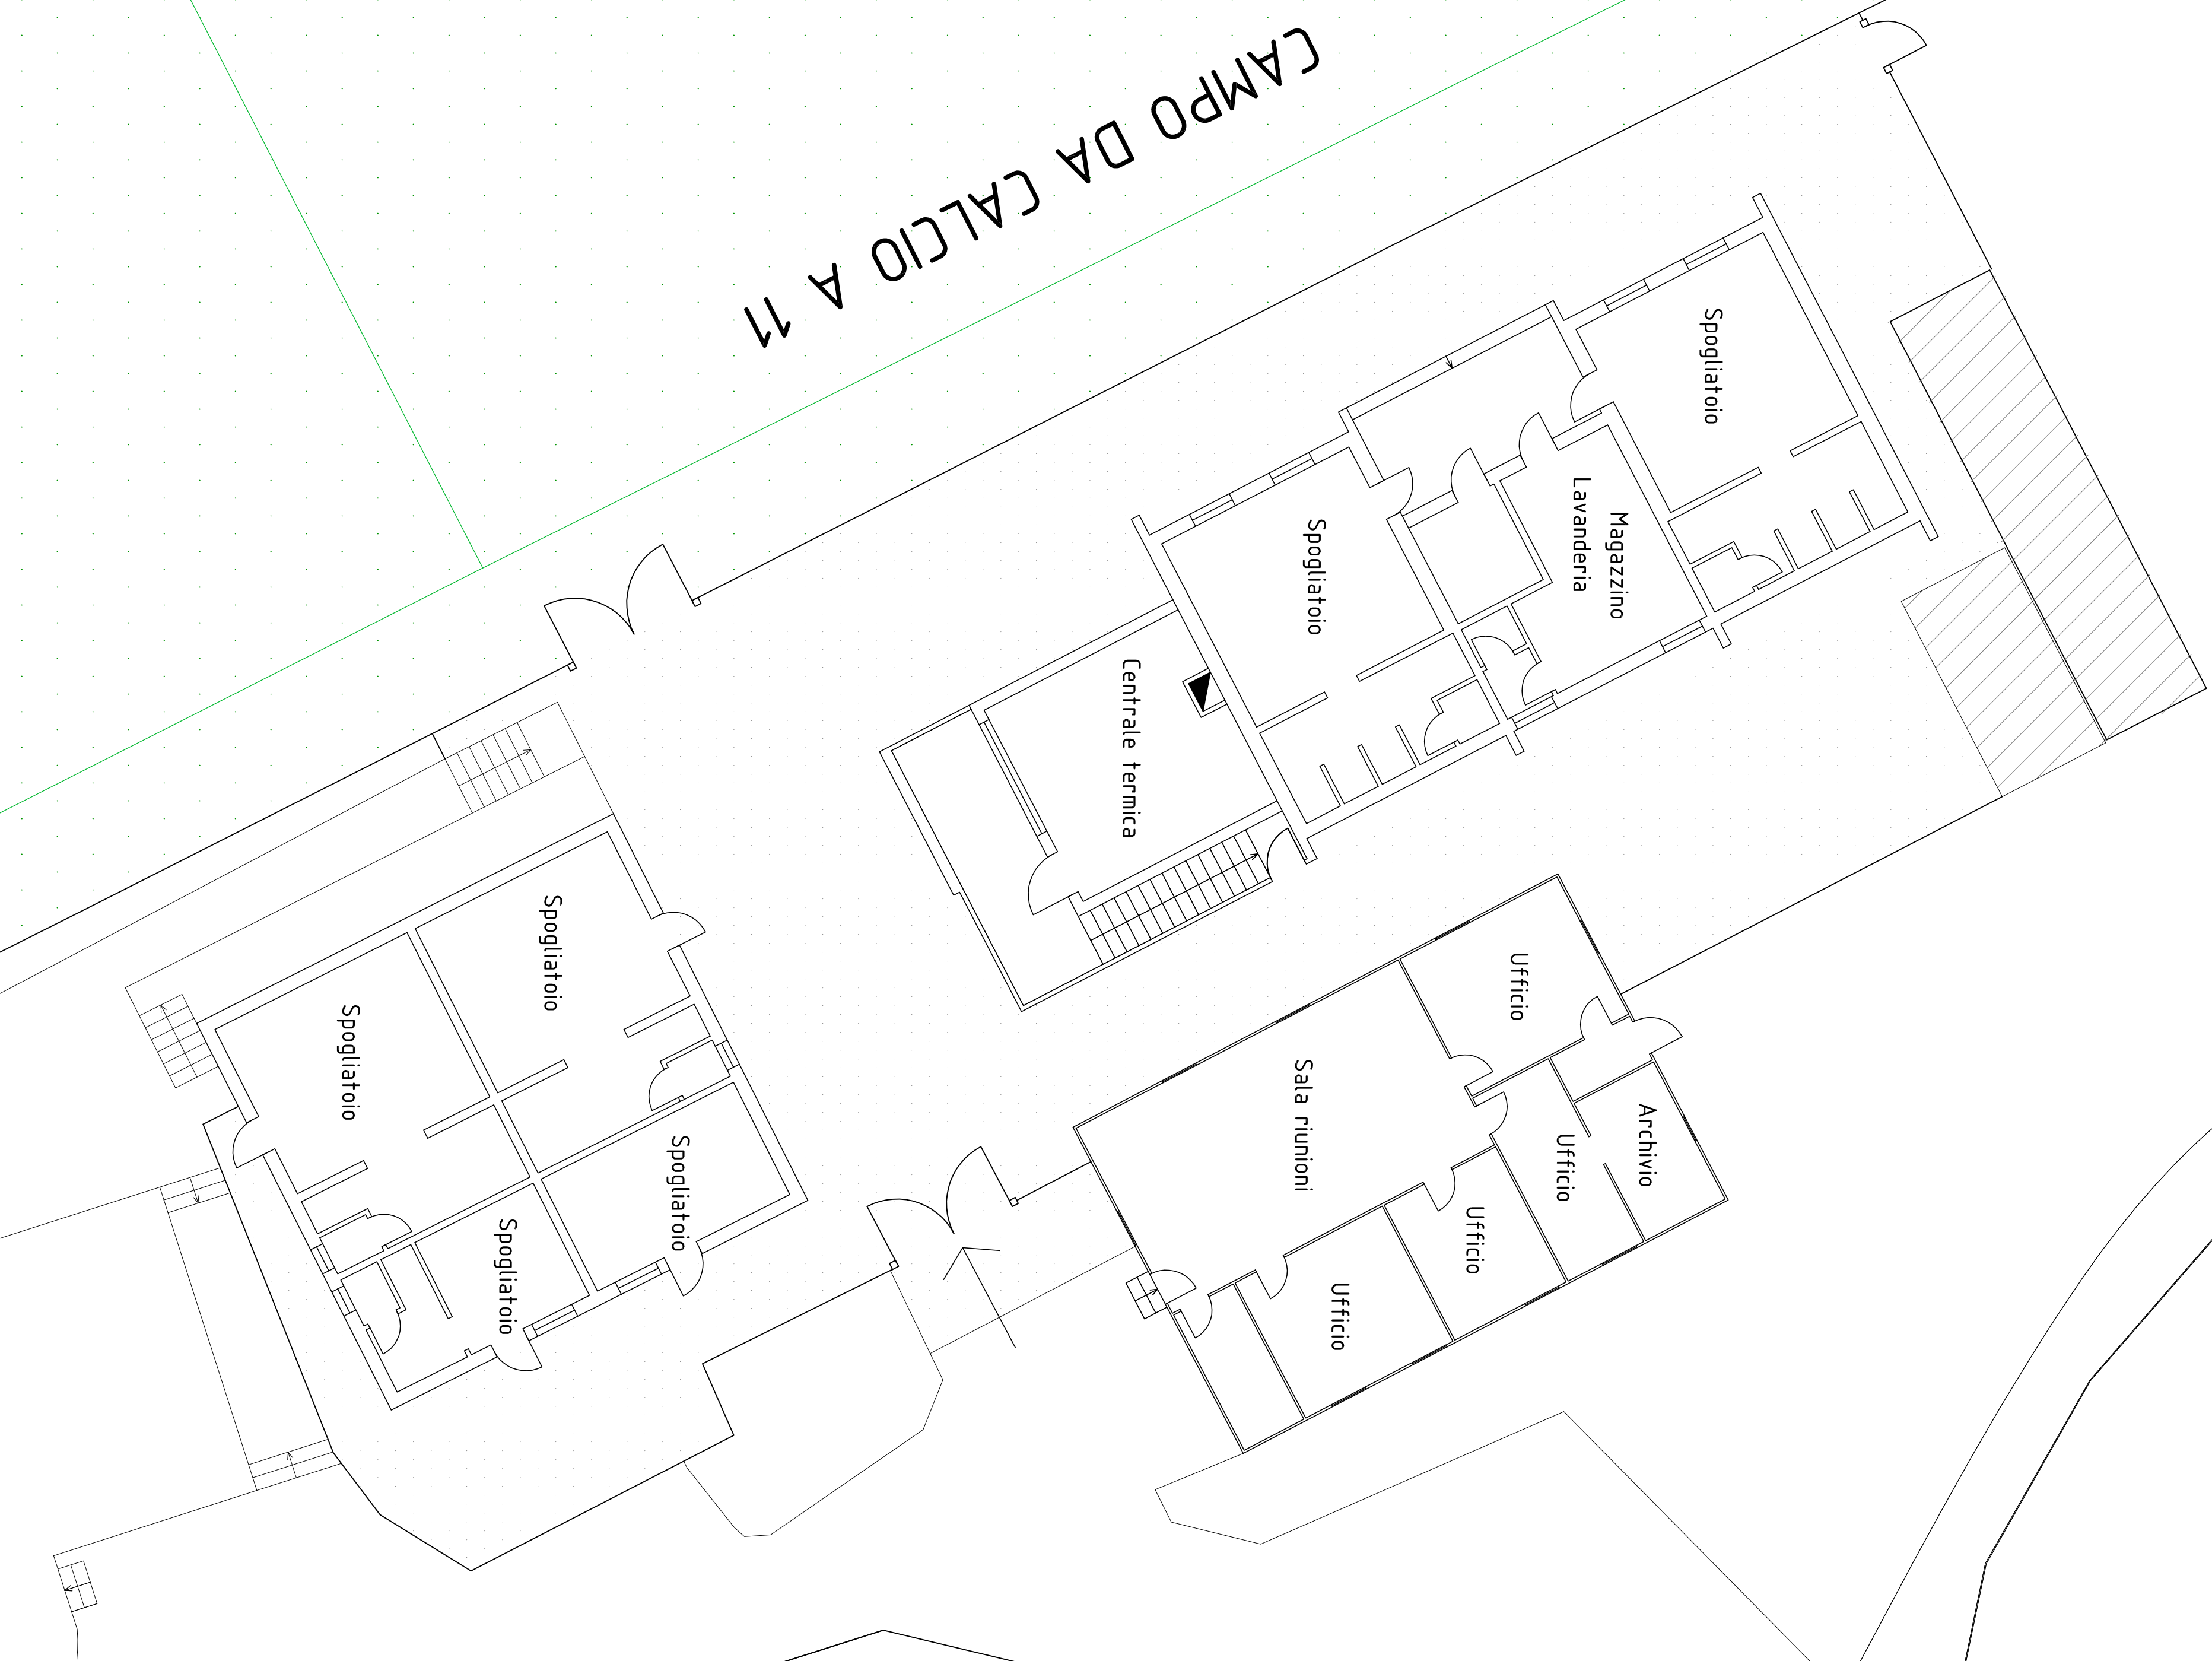 CAMPO DA CALCIO A 11
Spogliatoio
Spogliatoio
Magazzino
Lavanderia
Centrale termica
Spogliatoio
Spogliatoio
Spogliatoio
Spogliatoio
Ufficio
Sala riunioni
Archivio
Ufficio
Ufficio
Ufficio